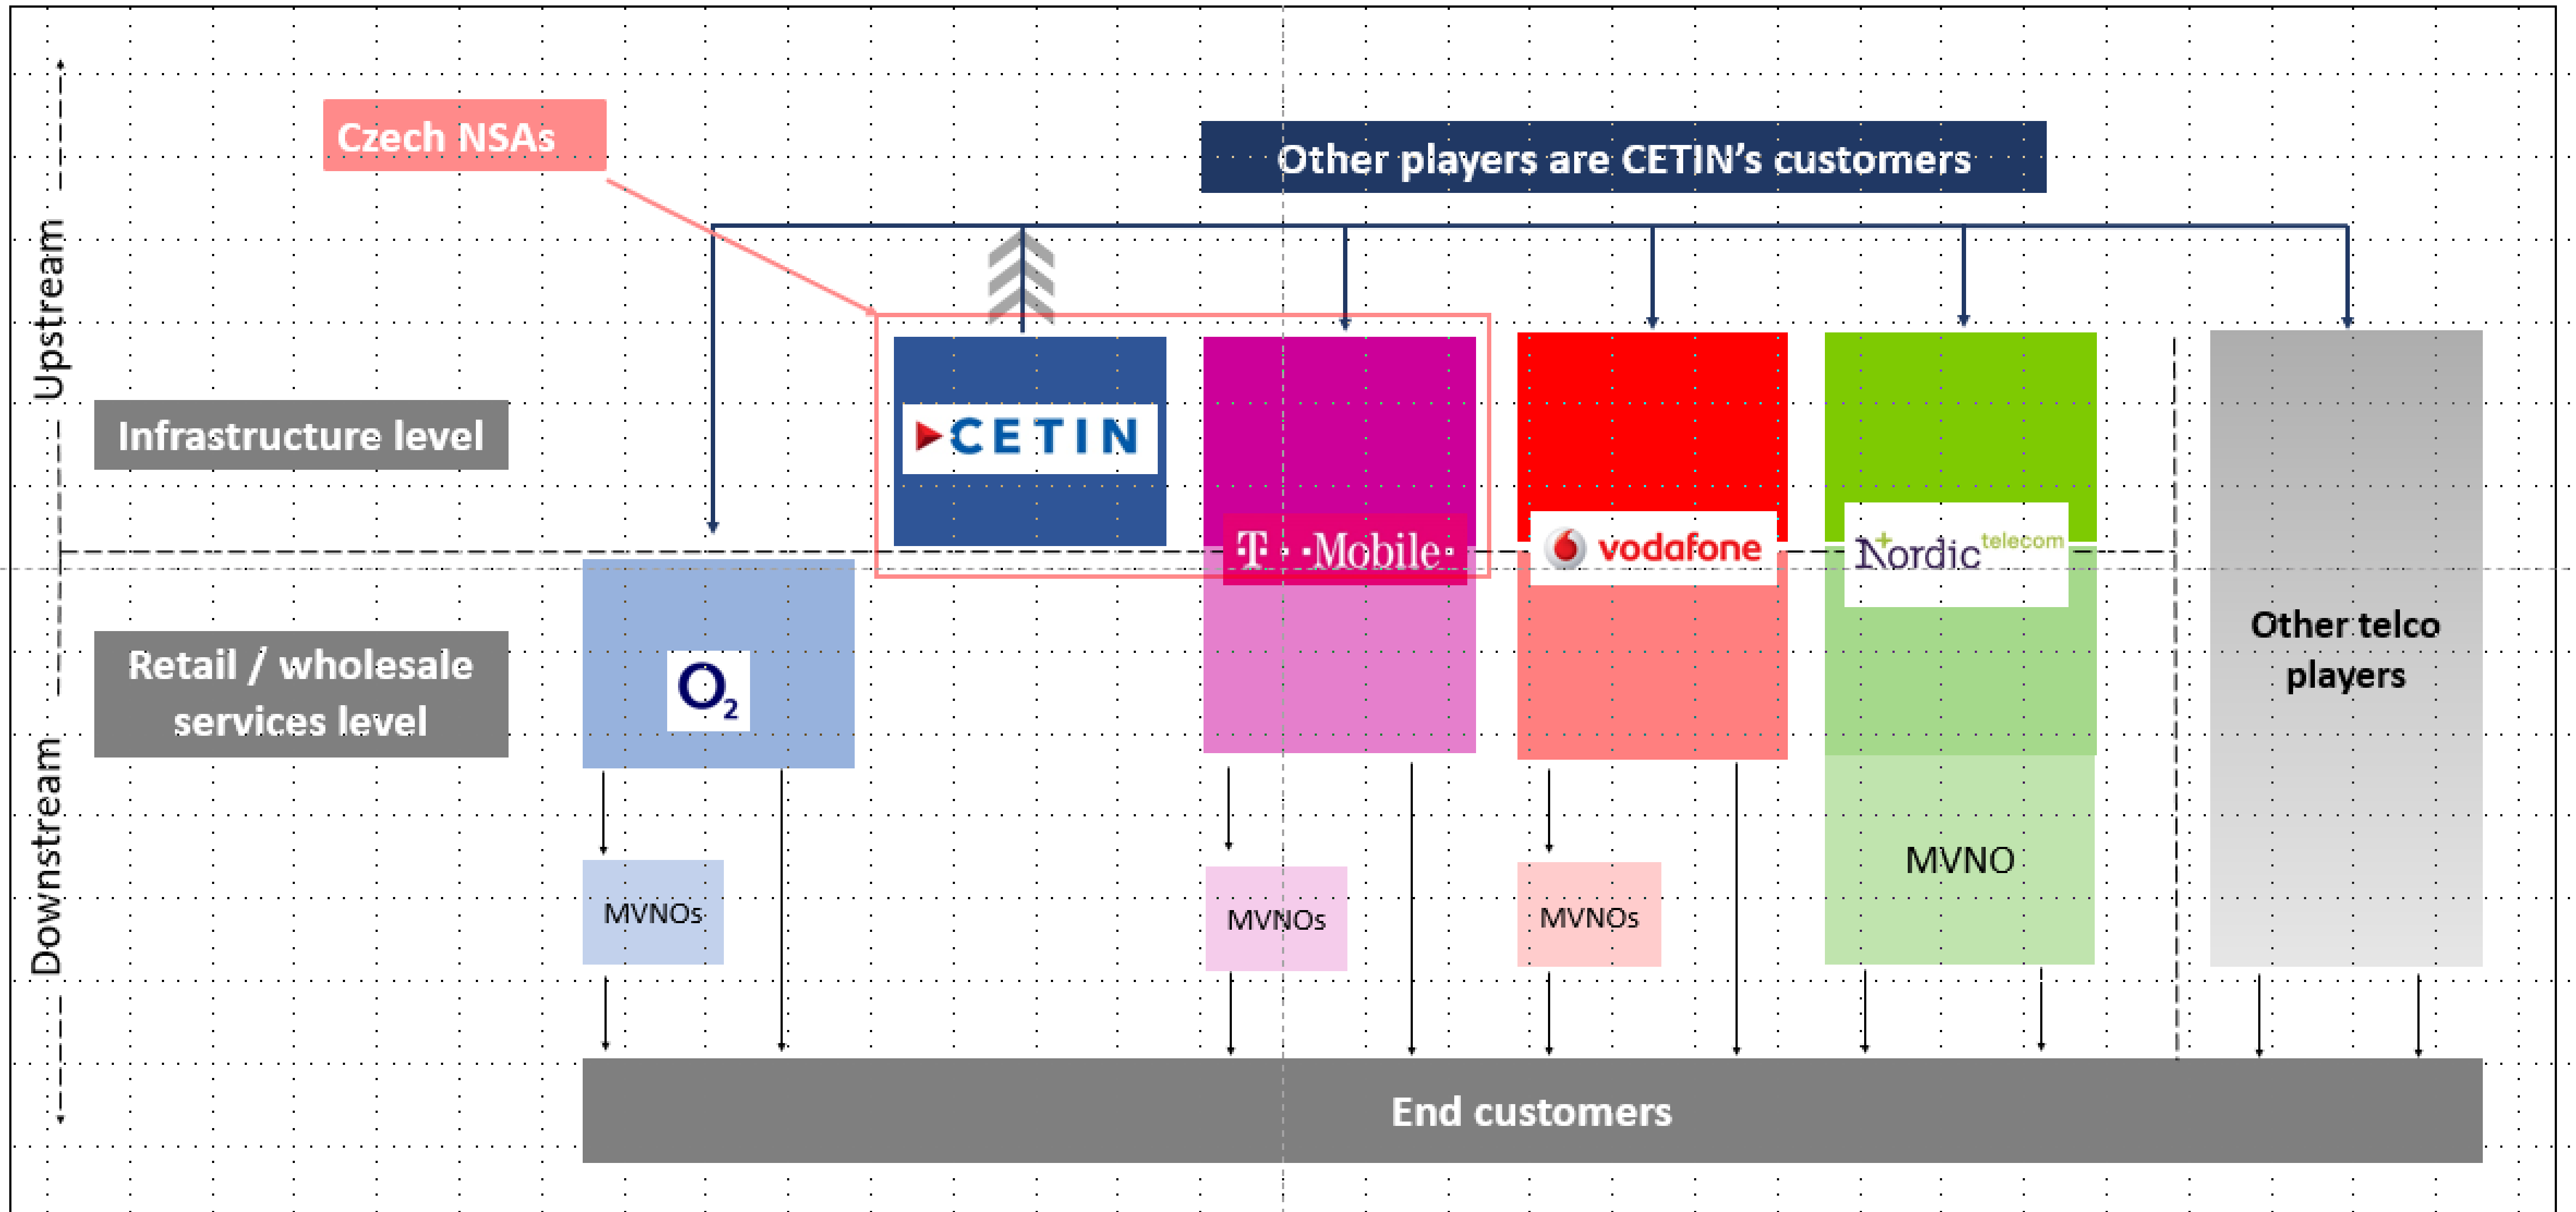 Czech NSAs
Other players are CETIN's customers
Upstream
Infrastructure level
CETIN
T · · Mobile ·
vodafone
Nordic telecom
Retail / wholesale
services level
O2
Other telco
players
Downstream
MVNOs
MVNOs
MVNOs
MVNO
End customers